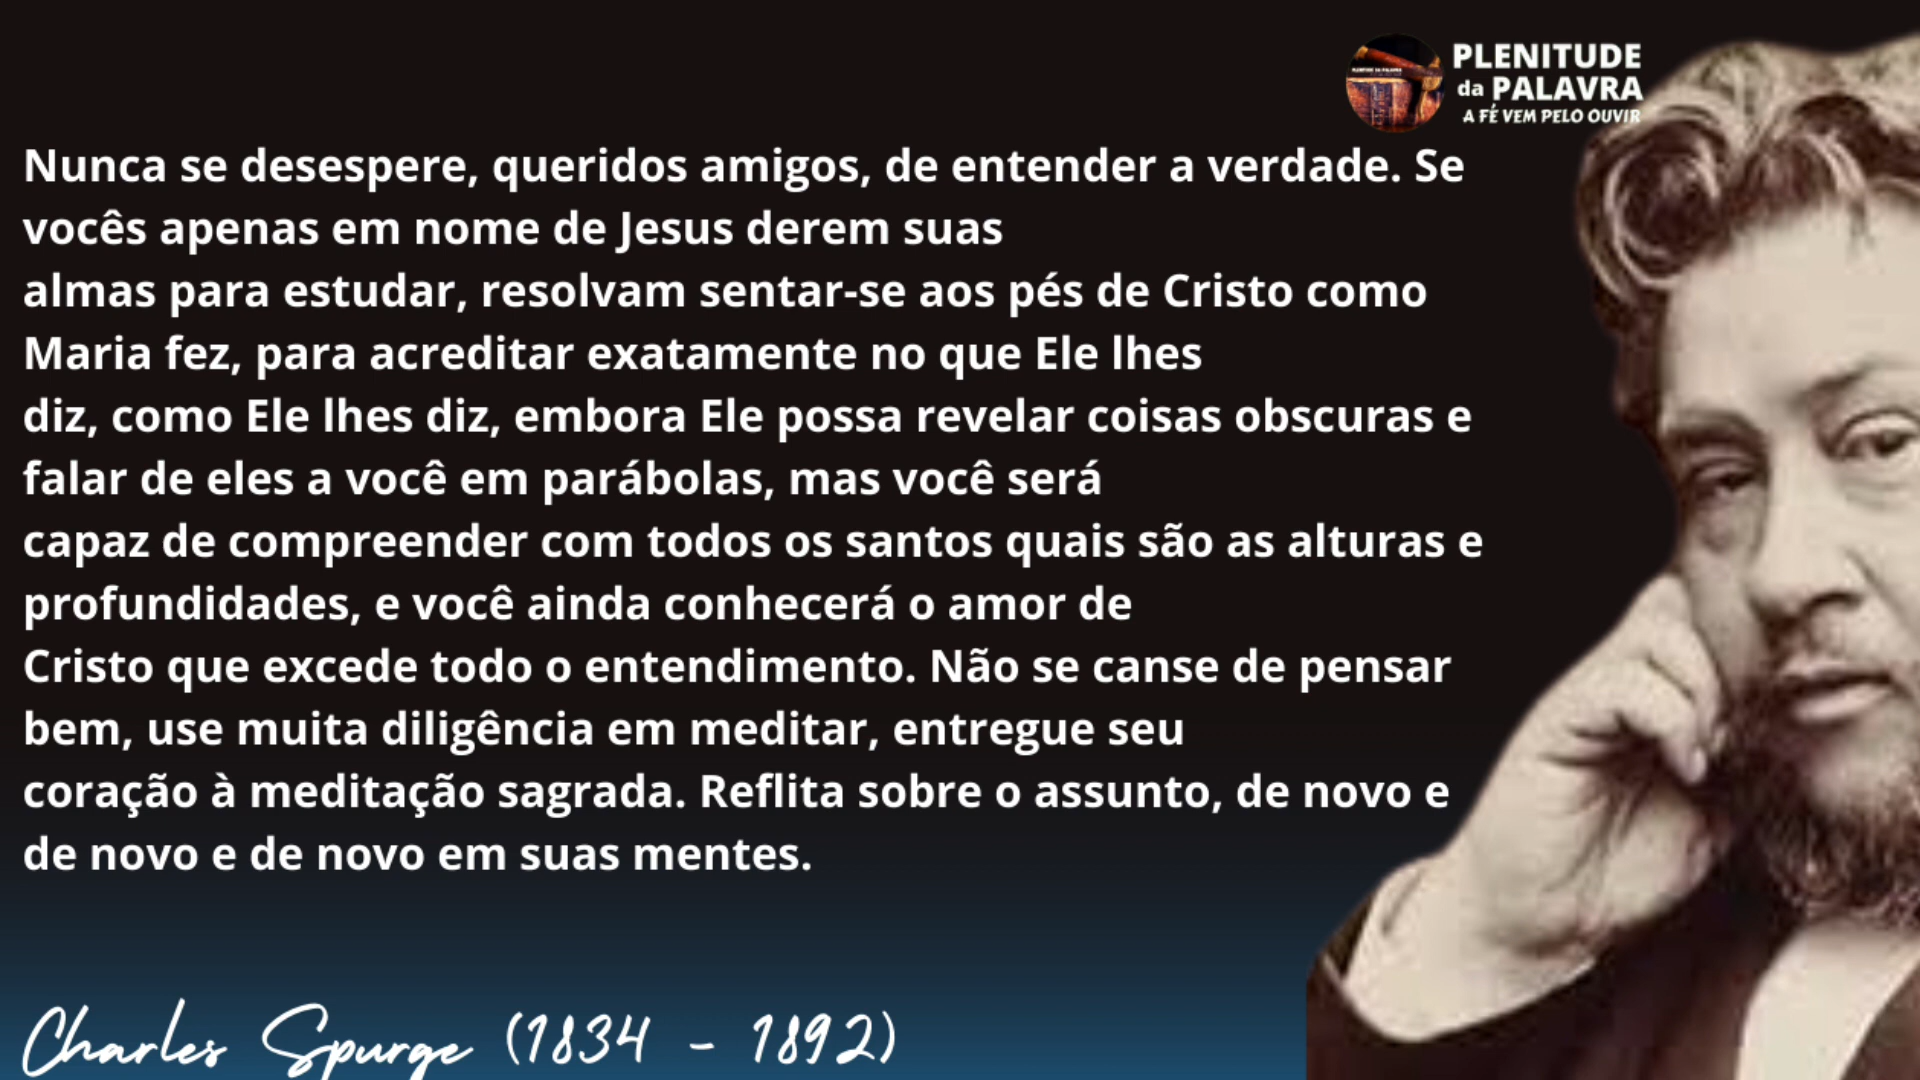 PLENITUDE
da PALAVRA
A FÉ VEM PELO OUVIR
Nunca se desespere, queridos amigos, de entender a verdade. Se
vocês apenas em nome de Jesus derem suas
almas para estudar, resolvam sentar-se aos pés de Cristo como
Maria fez, para acreditar exatamente no que Ele lhes
diz, como Ele lhes diz, embora Ele possa revelar coisas obscuras e
falar de eles a você em parábolas, mas você será
capaz de compreender com todos os santos quais são as alturas e
profundidades, e você ainda conhecerá o amor de
Cristo que excede todo o entendimento. Não se canse de pensar
bem, use muita diligência em meditar, entregue seu
coração à meditação sagrada. Reflita sobre o assunto, de novo e
de novo e de novo em suas mentes.
Charles Spurge (1834 - 1892)